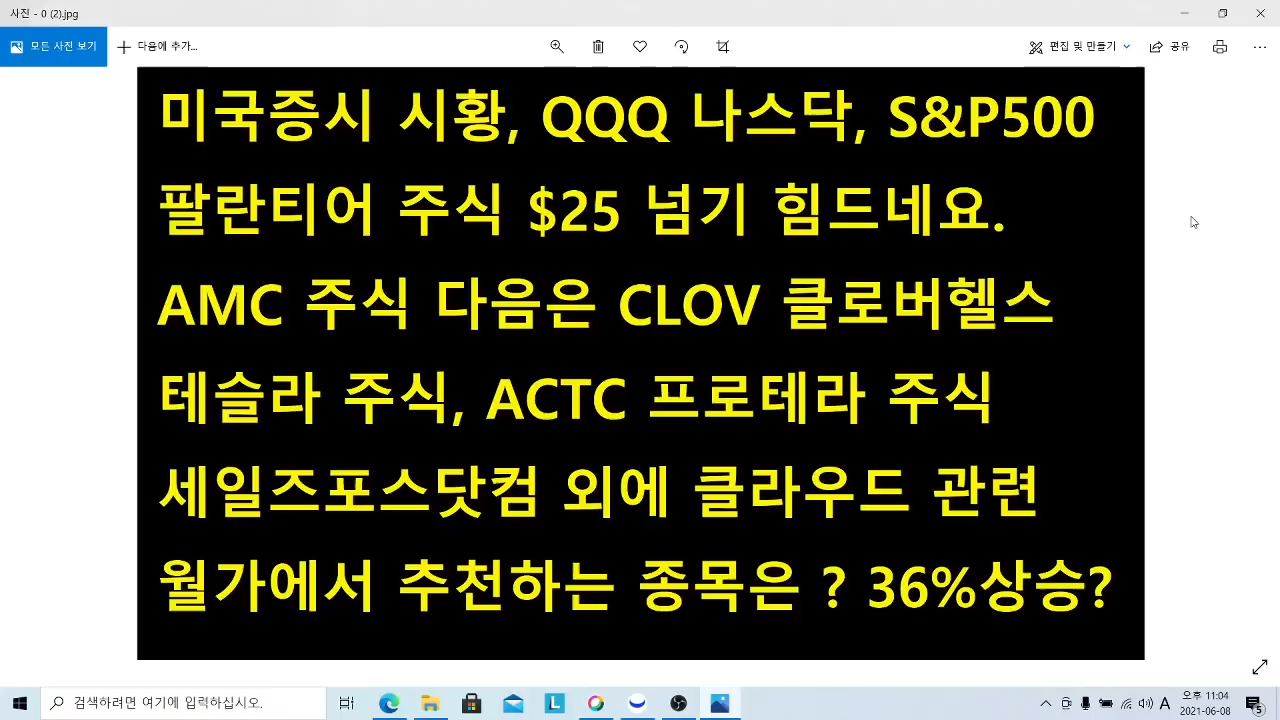 사진 - 0 (2).jpg
모든 사진 보기
다음에 추가...
편집 및 만들기
공유
미국증시 시황, QQQ 나스닥, S&P500
팔란티어 주식 $25 넘기 힘드네요.
AMC 주식 다음은 CLOV 클로버헬스
테슬라 주식, ACTC 프로테라 주식
세일즈포스닷컴 외에 클라우드 관련
월가에서 추천하는 종목은 ? 36%상승?
검색하려면 여기에 입력하십시오.
L
A
오후 11:04
2021-06-08
5